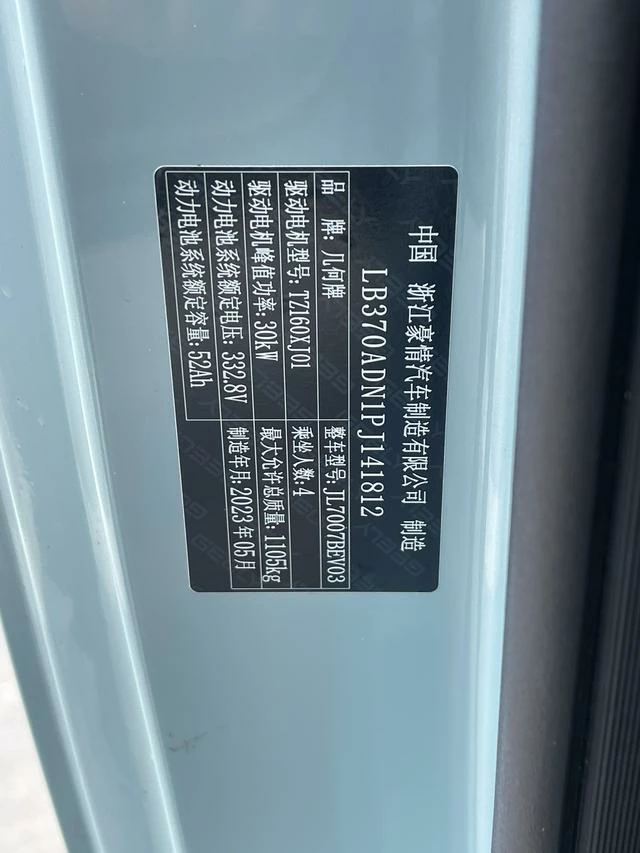 中国 浙江豪情汽车制造有限公司 制造
LB370ADN1PJ141812
品 牌：几何牌 整车型号：JL7007BEV03
驱动电机型号：TZ160XJ01 乘坐人数：4
驱动电机峰值功率：30kW 最大允许总质量：1105kg
动力电池系统额定电压：332.8V 制造年月：2023年05月
动力电池系统额定容量：52Ah